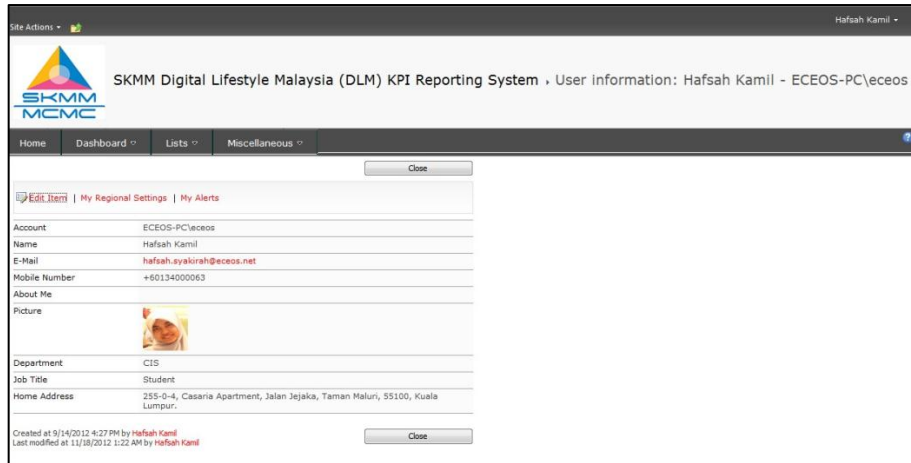 Hafsah Kamil
Site Actions
SKMM
MCMC
SKMM Digital Lifestyle Malaysia (DLM) KPI Reporting System › User information: Hafsah Kamil - ECEOS-PC\eceos
Home Dashboard Lists Miscellaneous
Close
Edit Item | My Regional Settings | My Alerts
Account ECEOS-PC\eceos
Name Hafsah Kamil
E-Mail hafsah.syakirah@eceos.net
Mobile Number +60134000063
About Me
Picture
Department CIS
Job Title Student
Home Address 255-0-4, Casaria Apartment, Jalan Jejaka, Taman Maluri, 55100, Kuala
Lumpur.
Created at 9/14/2012 4:27 PM by Hafsah Kamil
Last modified at 11/18/2012 1:22 AM by Hafsah Kamil
Close